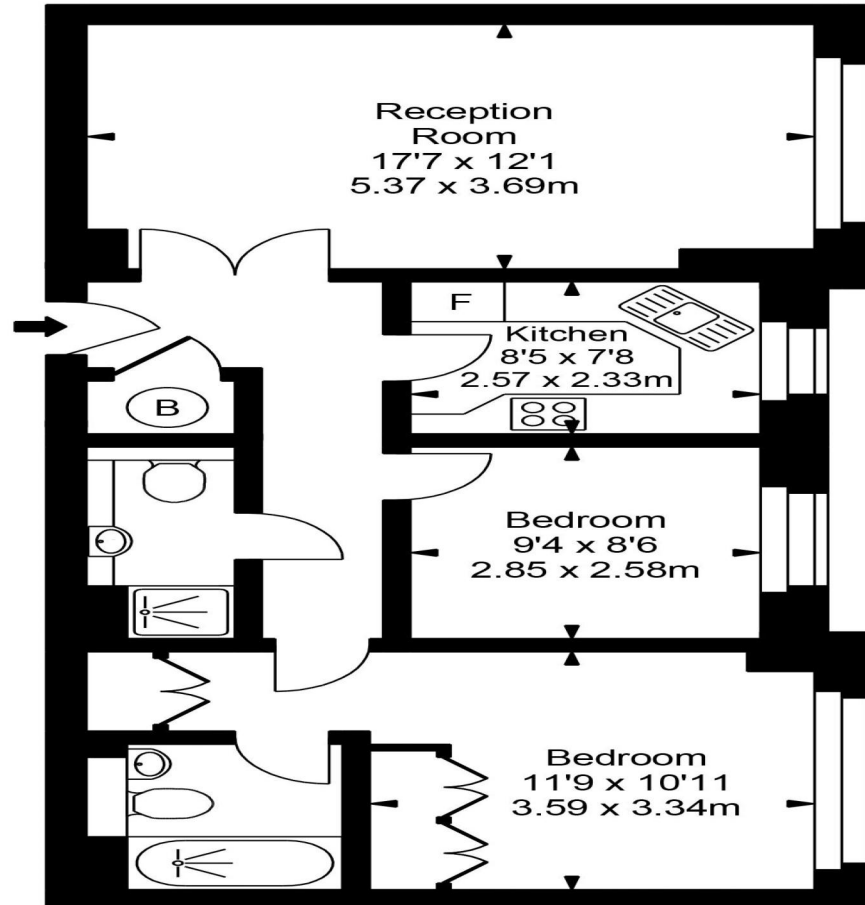 Reception
Room
17'7 x 12'1
5.37 x 3.69m
F
Kitchen
8'5 x 7'8
2.57 x 2.33m
B
Bedroom
9'4 x 8'6
2.85 x 2.58m
Bedroom
11'9 x 10'11
3.59 x 3.34m